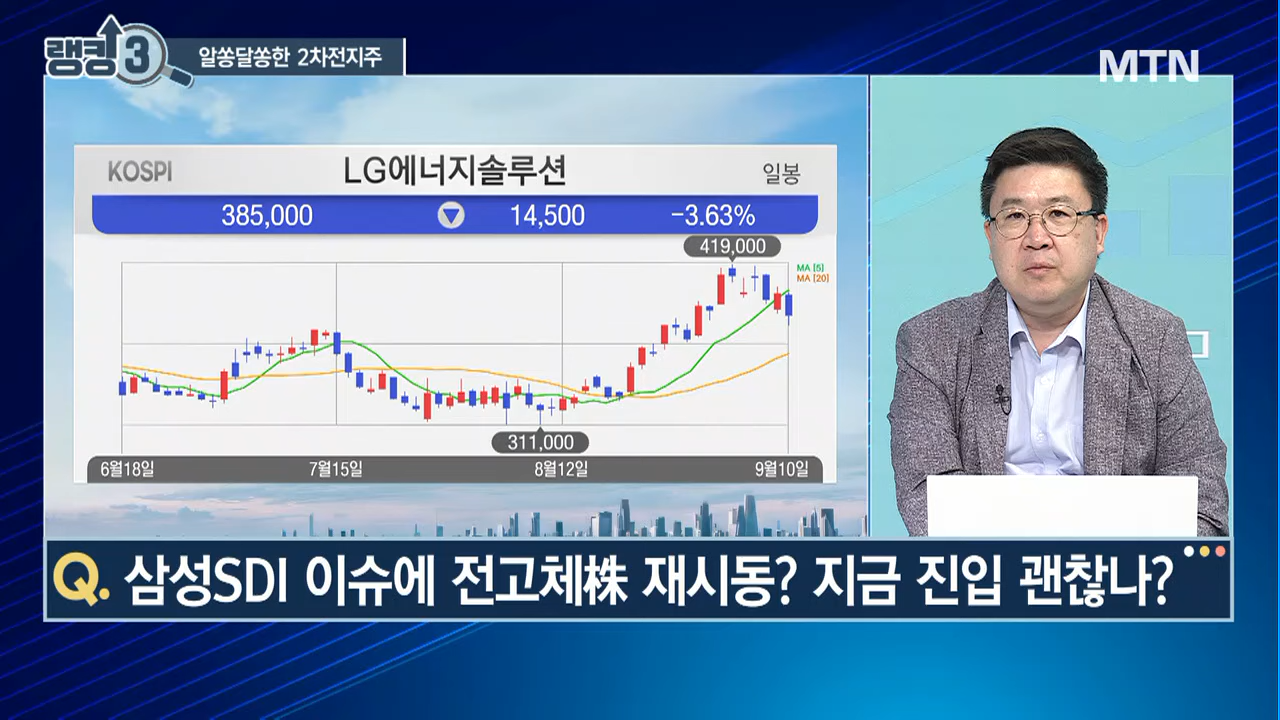 랭킹3
알쏭달쏭한 2차전지주
MTN
KOSPI
LG에너지솔루션
일봉
385,000 ▽ 14,500 -3.63%
419,000
MA [5]
MA [20]
311,000
6월18일 7월15일 8월12일 9월10일
Q. 삼성SDI 이슈에 전고체株 재시동? 지금 진입 괜찮나?